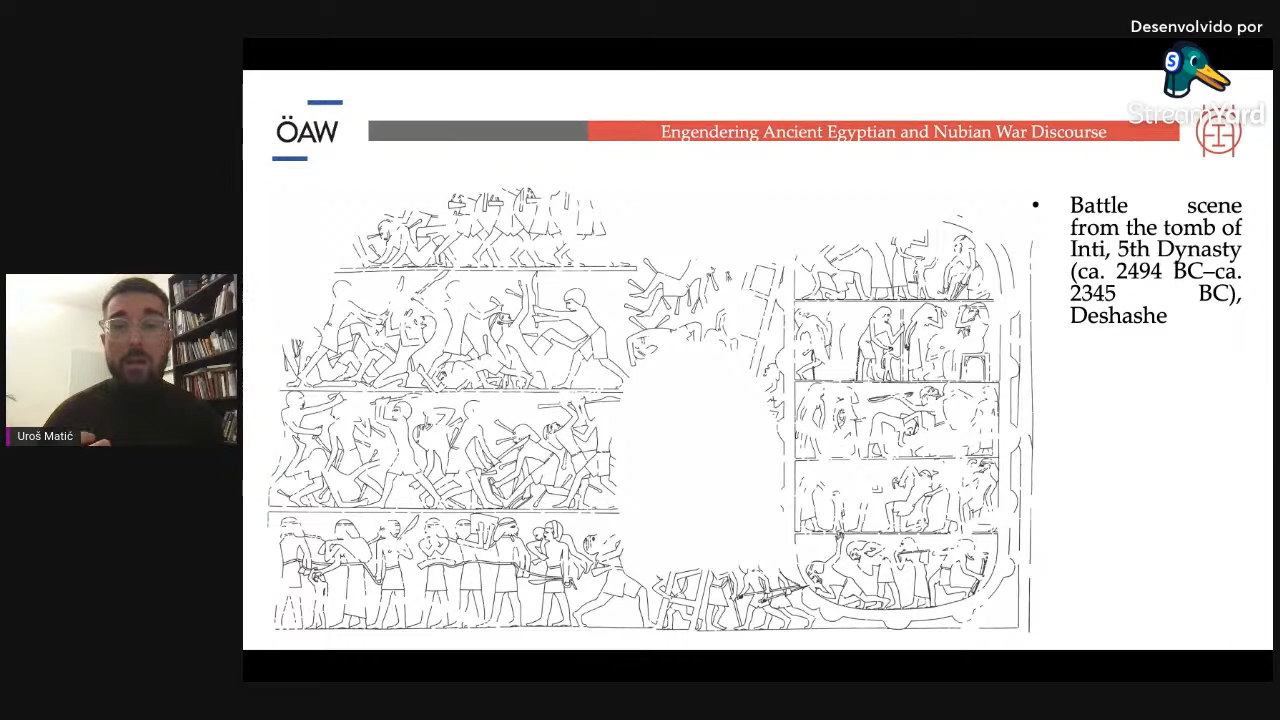 Desenvolvido por
StreamYard
ÖAW
Engendering Ancient Egyptian and Nubian War Discourse
• Battle scene
from the tomb of
Inti, 5th Dynasty
(ca. 2494 BC–ca.
2345 BC),
Deshashe
Uroš Matić